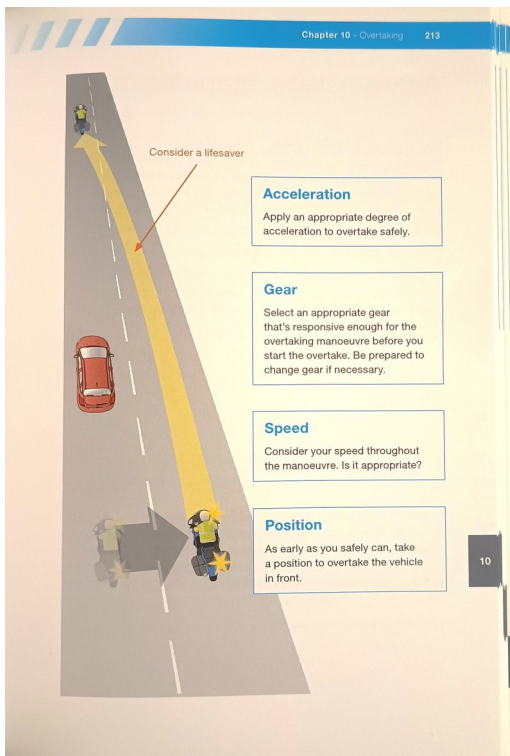 Chapter 10 – Overtaking 213
Consider a lifesaver
Acceleration
Apply an appropriate degree of
acceleration to overtake safely.
Gear
Select an appropriate gear
that's responsive enough for the
overtaking manoeuvre before you
start the overtake. Be prepared to
change gear if necessary.
Speed
Consider your speed throughout
the manoeuvre. Is it appropriate?
Position
As early as you safely can, take
a position to overtake the vehicle
in front.
10